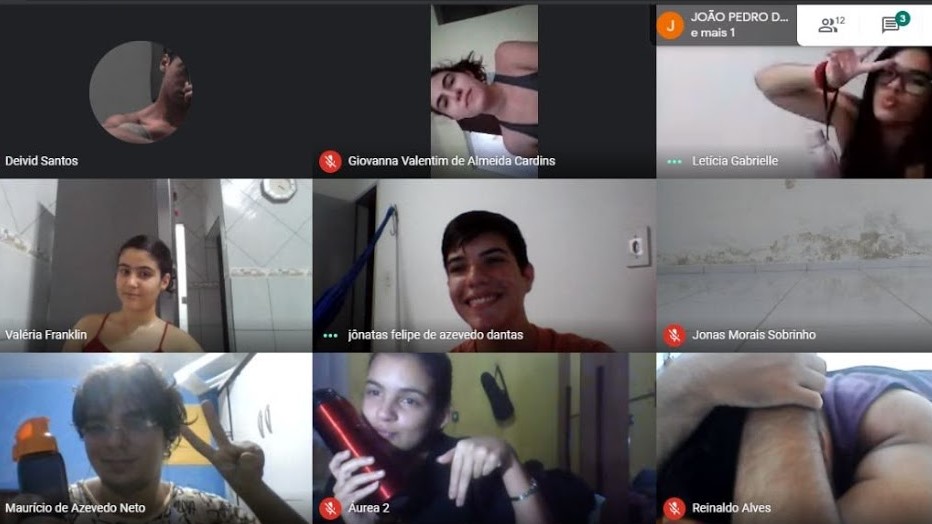 JOÃO PEDRO D...
J
e mais 1
12
3
Deivid Santos
Giovanna Valentim de Almeida Cardins
Letícia Gabrielle
Valéria Franklin
jônatas felipe de azevedo dantas
Jonas Morais Sobrinho
Maurício de Azevedo Neto
Áurea 2
Reinaldo Alves